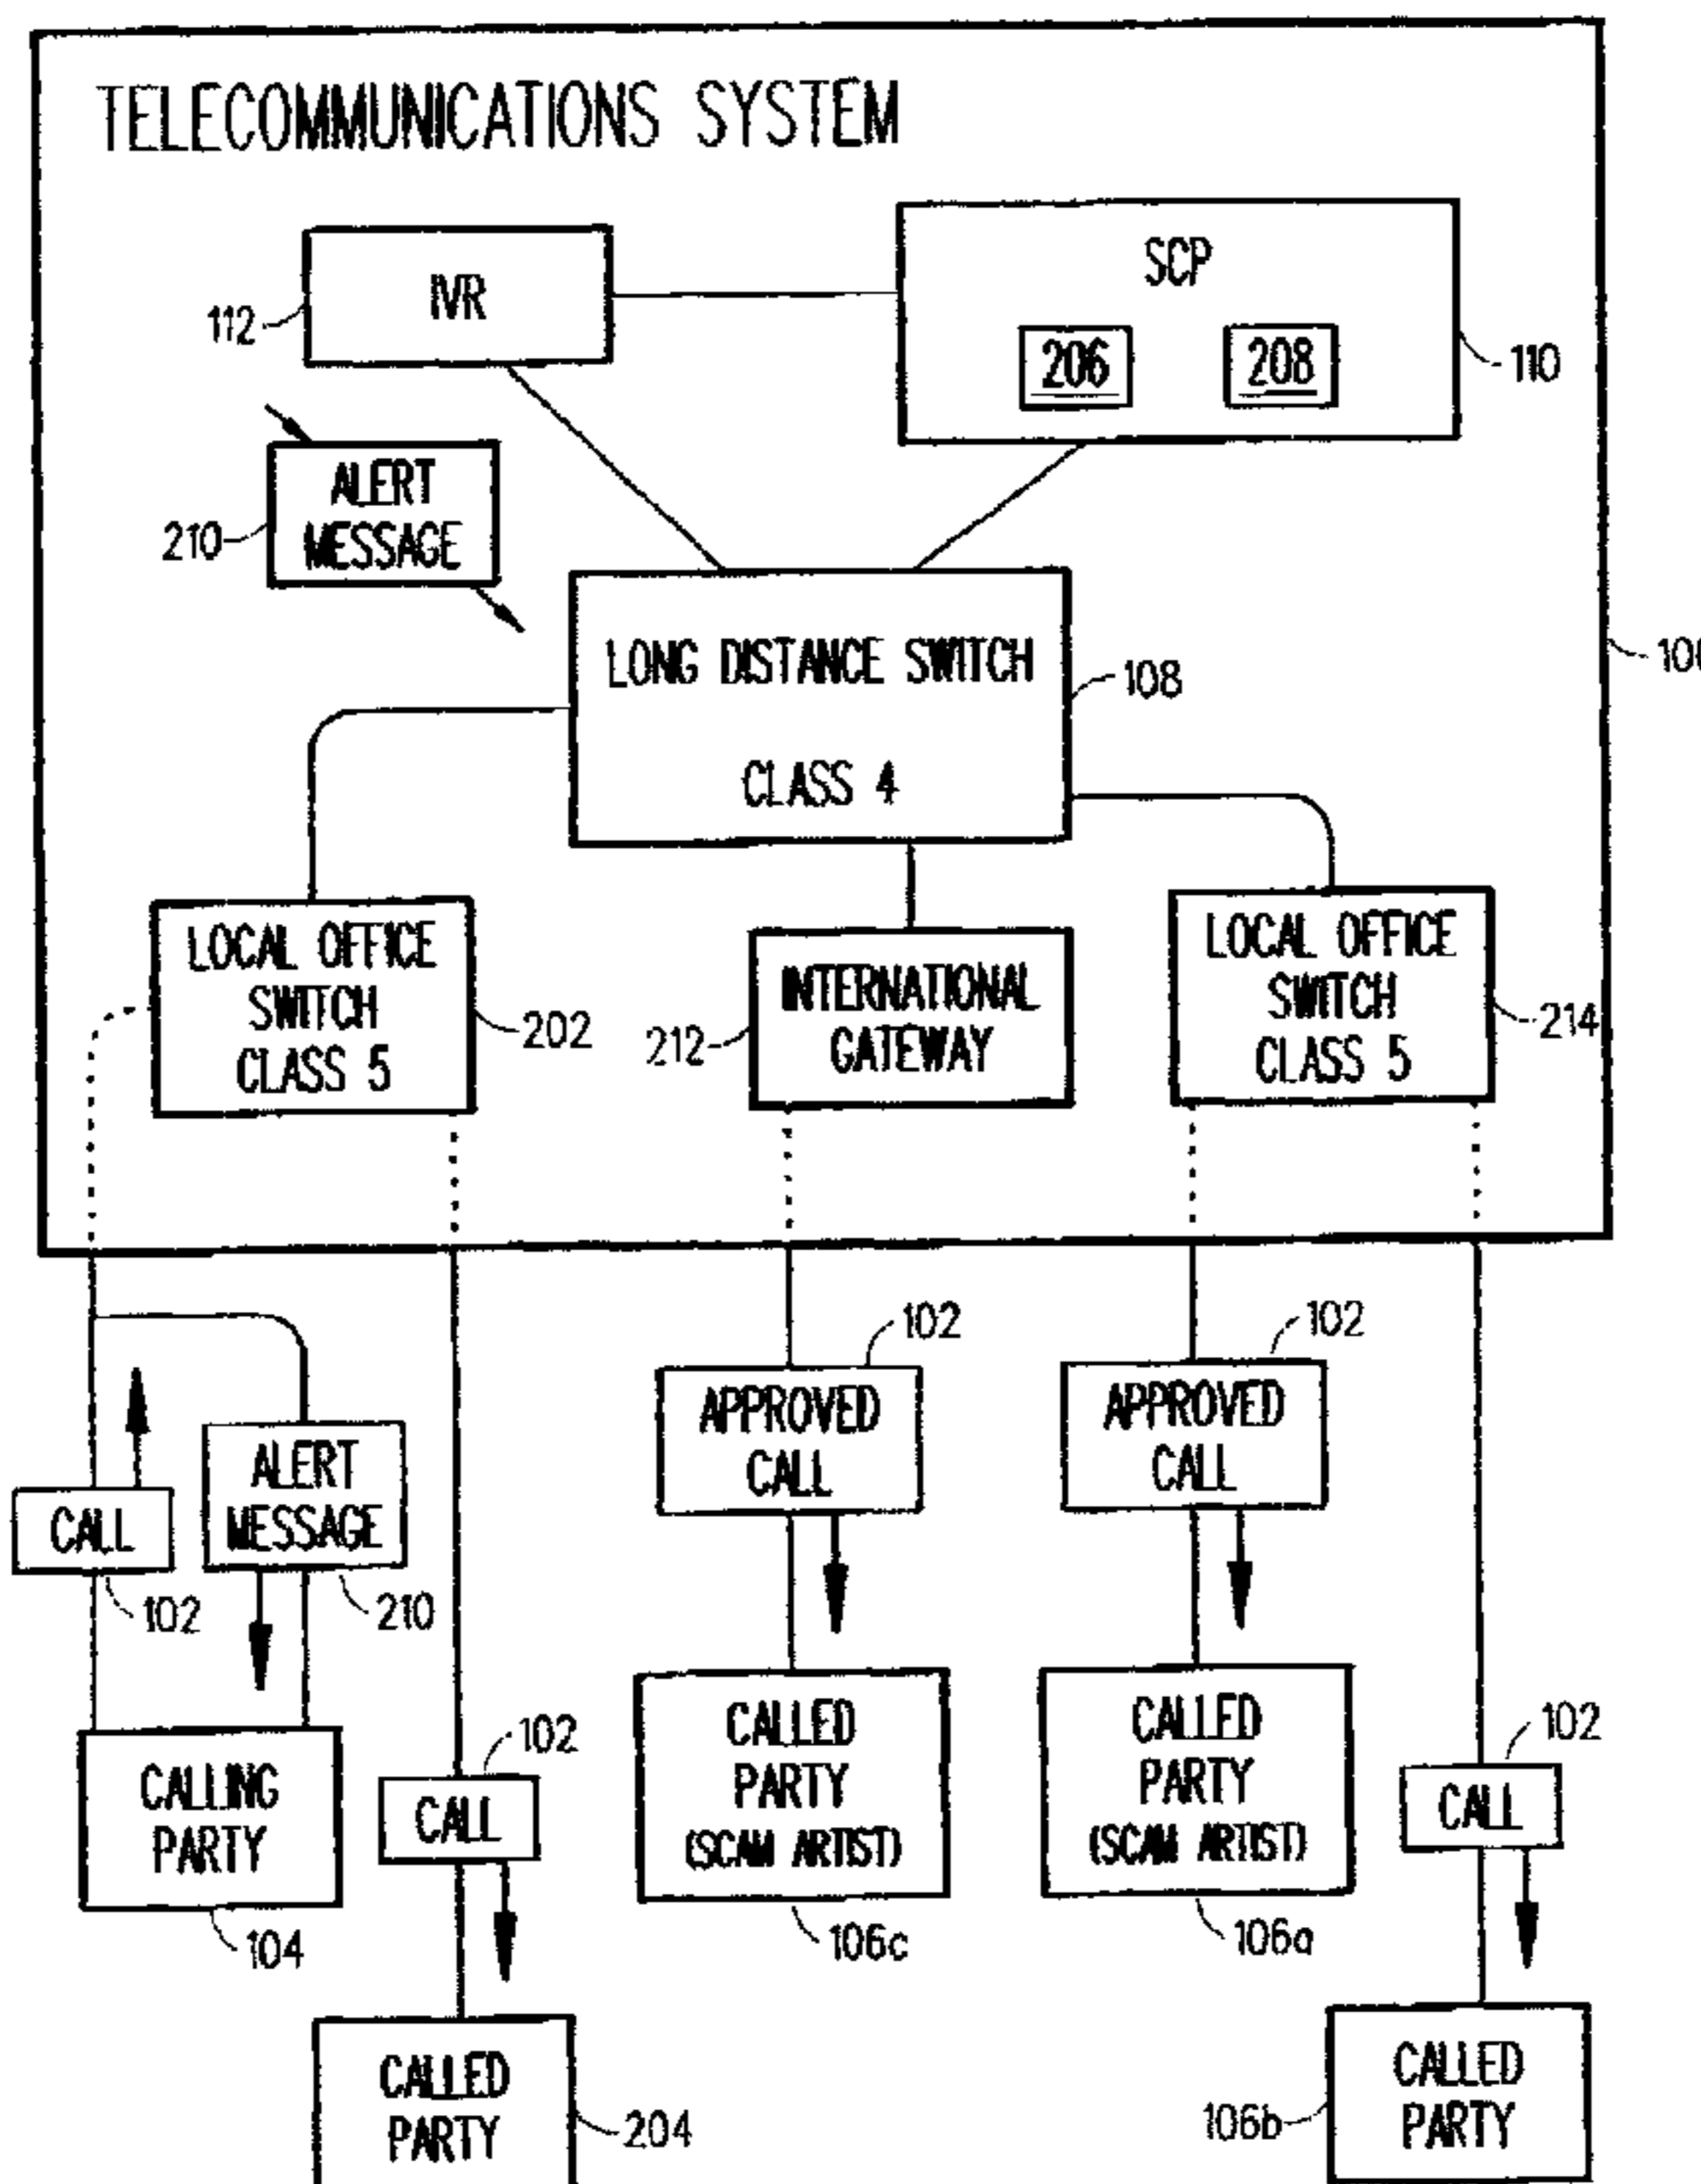 TELECOMMUNICATIONS SYSTEM
IVR
112
SCP
206
208
110
ALERT
MESSAGE
210
LONG DISTANCE SWITCH
CLASS 4
108
LOCAL OFFICE
SWITCH
CLASS 5
202
INTERNATIONAL
GATEWAY
212
LOCAL OFFICE
SWITCH
CLASS 5
214
CALL
102
ALERT
MESSAGE
210
CALLING
PARTY
104
102
CALL
CALLED
PARTY
204
102
APPROVED
CALL
CALLED
PARTY
(SCAM ARTIST)
106c
102
APPROVED
CALL
CALLED
PARTY
(SCAM ARTIST)
106a
102
CALL
CALLED
PARTY
106b